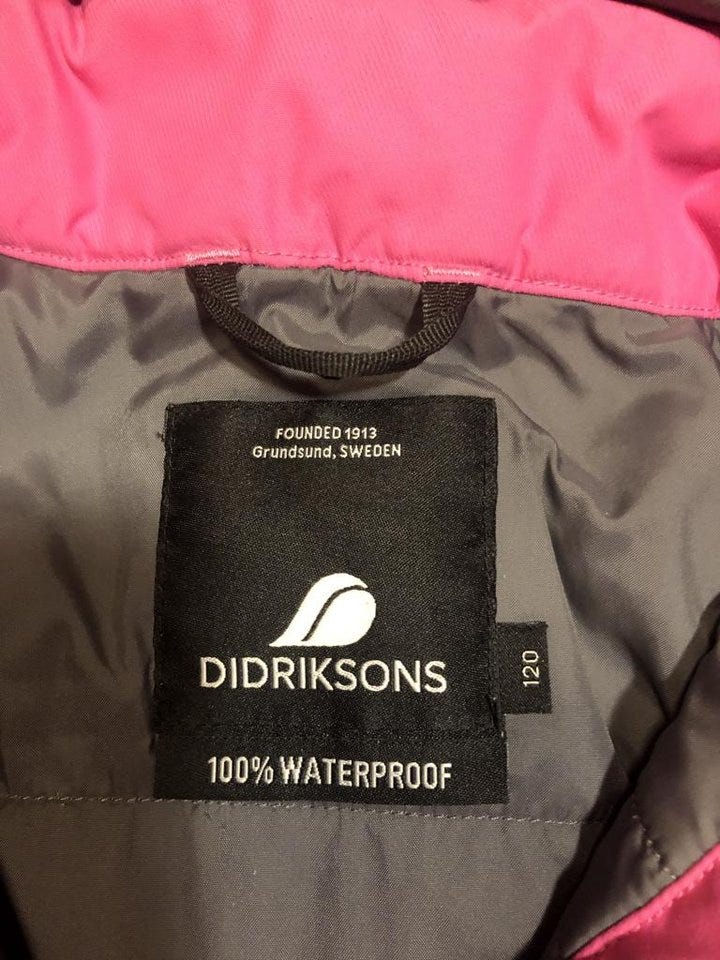 FOUNDED 1913
Grundsund, SWEDEN
DIDRIKSONS
120
100% WATERPROOF